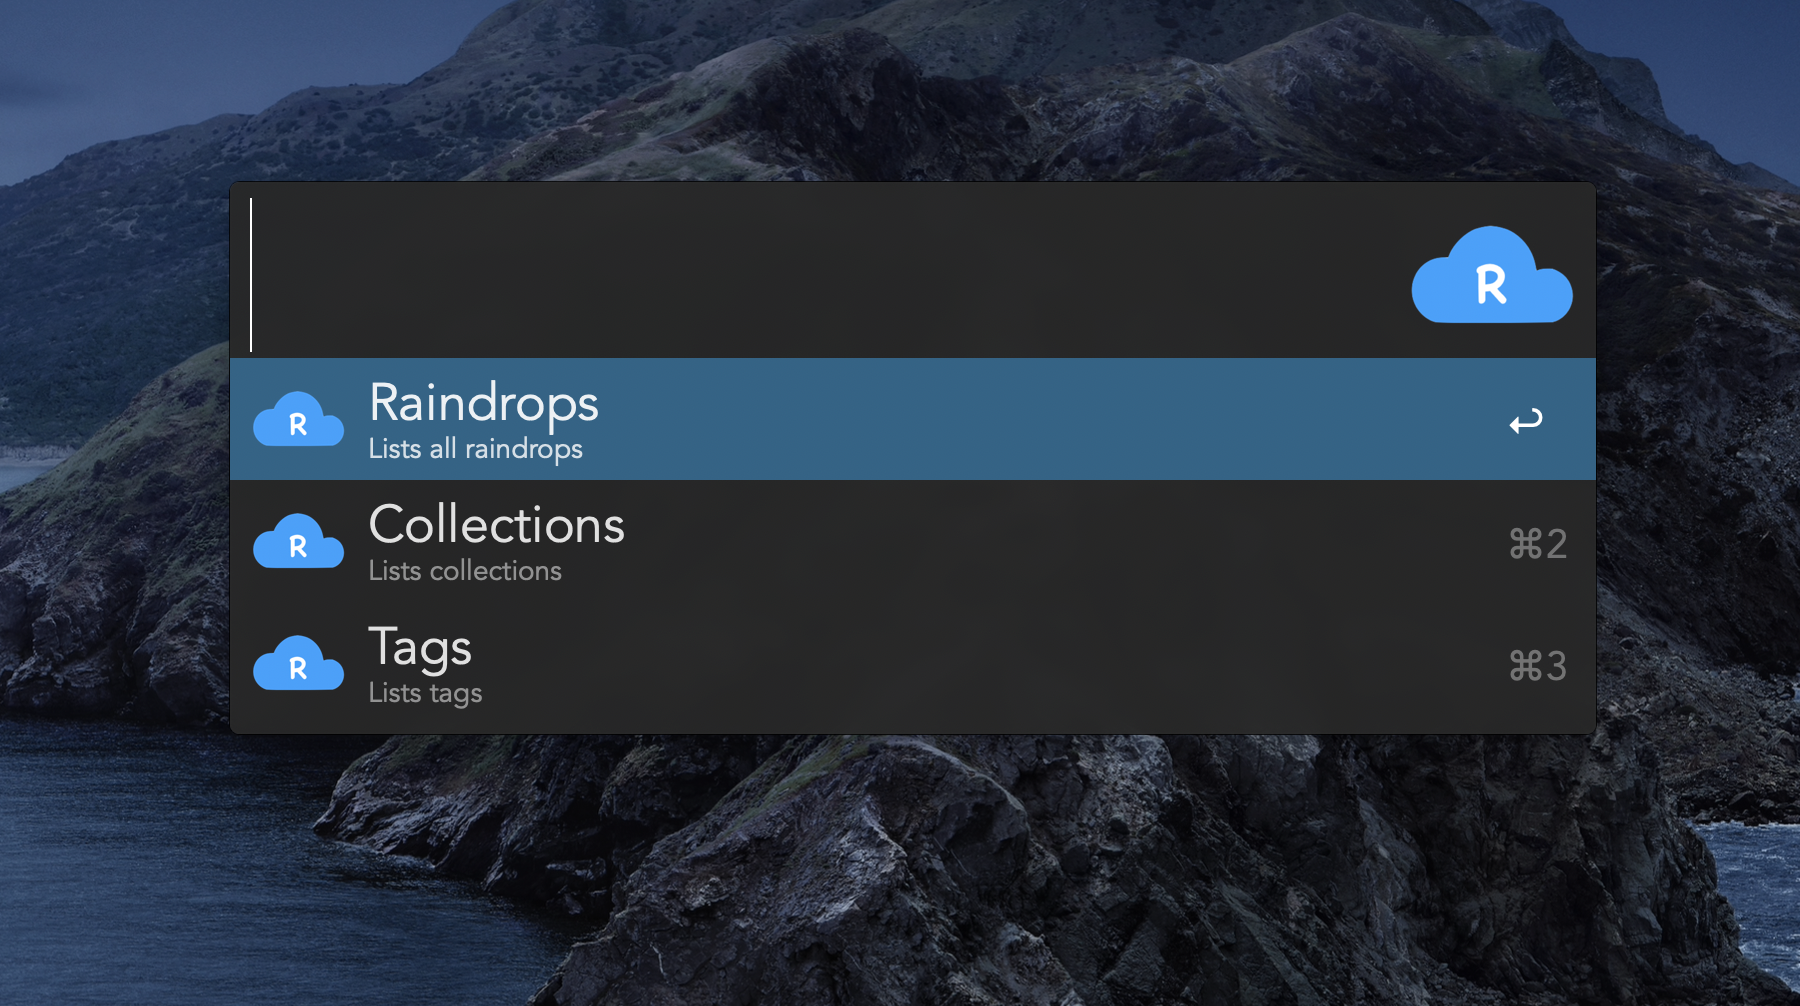 R
R
Raindrops
Lists all raindrops
R
Collections
Lists collections
⌘2
R
Tags
Lists tags
⌘3